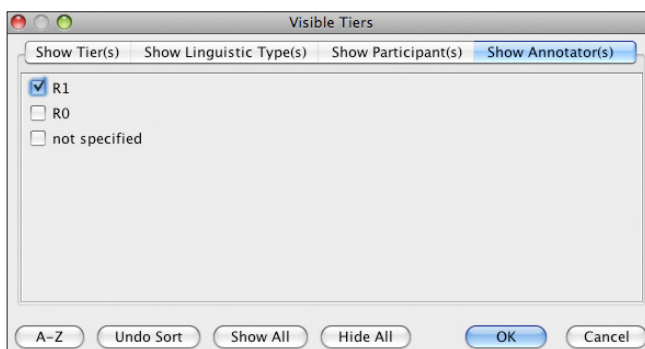 Visible Tiers
Show Tier(s) Show Linguistic Type(s) Show Participant(s) Show Annotator(s)
R1
R0
not specified
A-Z Undo Sort Show All Hide All OK Cancel